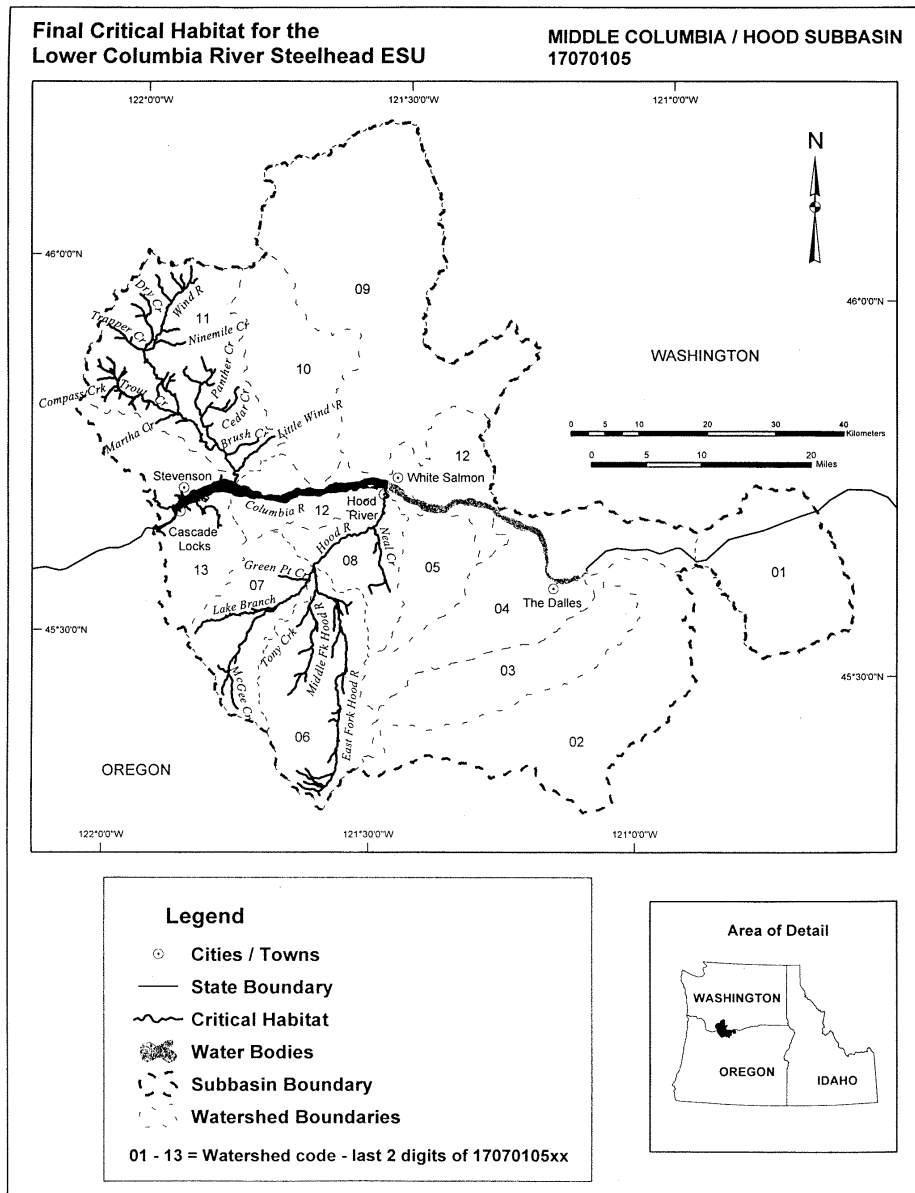 Final Critical Habitat for the
Lower Columbia River Steelhead ESU
MIDDLE COLUMBIA / HOOD SUBBASIN
17070105
122°0'0"W
121°30'0"W
121°0'0"W
N
46°0'0"N
46°0'0"N
09
Dry Cr
Wind R
11
Trapper Cr
Ninemile Cr
WASHINGTON
10
Panther Cr
Compass Crk
Trout Cr
Cedar Cr
Martha Cr
Brush Cr
Little Wind R
0 5 10 20 30 40
Kilometers
0 5 10 20
Miles
12
Stevenson
White Salmon
Columbia R
12
Hood
River
Cascade
Locks
Hood R
Neal Cr
13
Green Pt Cr
07
08
05
01
Lake Branch
04
The Dalles
45°30'0"N
Tony Crk
Middle Fk Hood R
03
45°30'0"N
McGee Cr
East Fork Hood R
06
02
OREGON
122°0'0"W
121°30'0"W
121°0'0"W
Legend
Cities / Towns
State Boundary
Critical Habitat
Water Bodies
Subbasin Boundary
Watershed Boundaries
01 - 13 = Watershed code - last 2 digits of 17070105xx
Area of Detail
WASHINGTON
OREGON
IDAHO